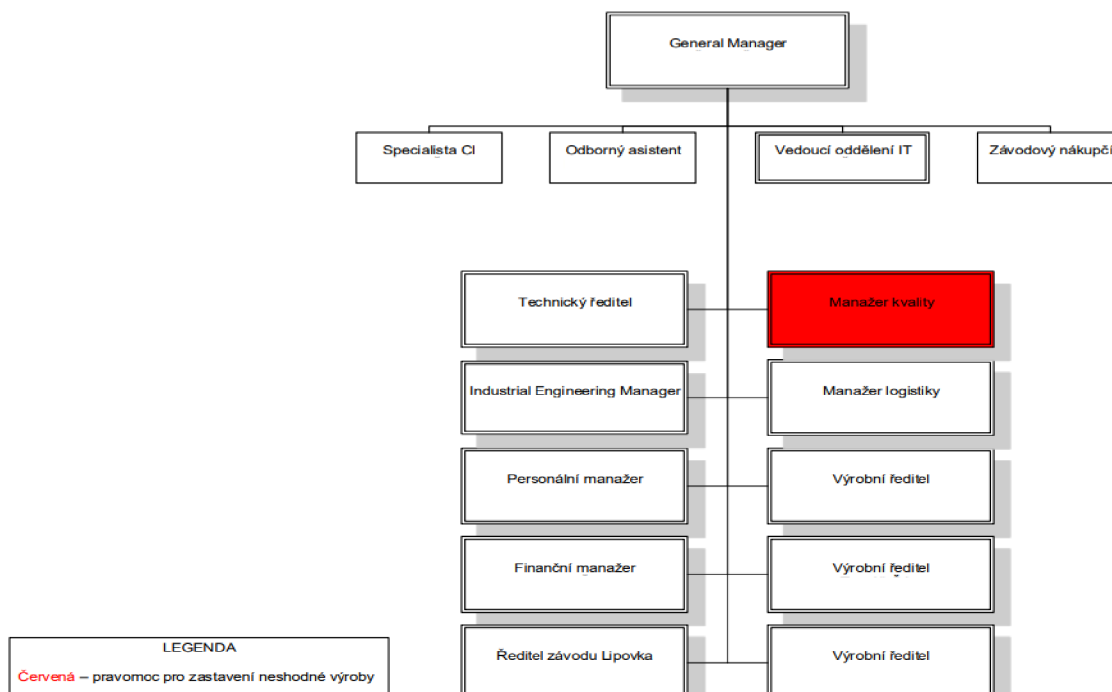 General Manager
Specialista CI
Odborný asistent
Vedoucí oddělení IT
Závodový nákupčí
Technický ředitel
Manažer kvality
Industrial Engineering Manager
Manažer logistiky
Personální manažer
Výrobní ředitel
Finanční manažer
Výrobní ředitel
Ředitel závodu Lipovka
Výrobní ředitel
LEGENDA
Červená – pravomoc pro zastavení neshodné výroby